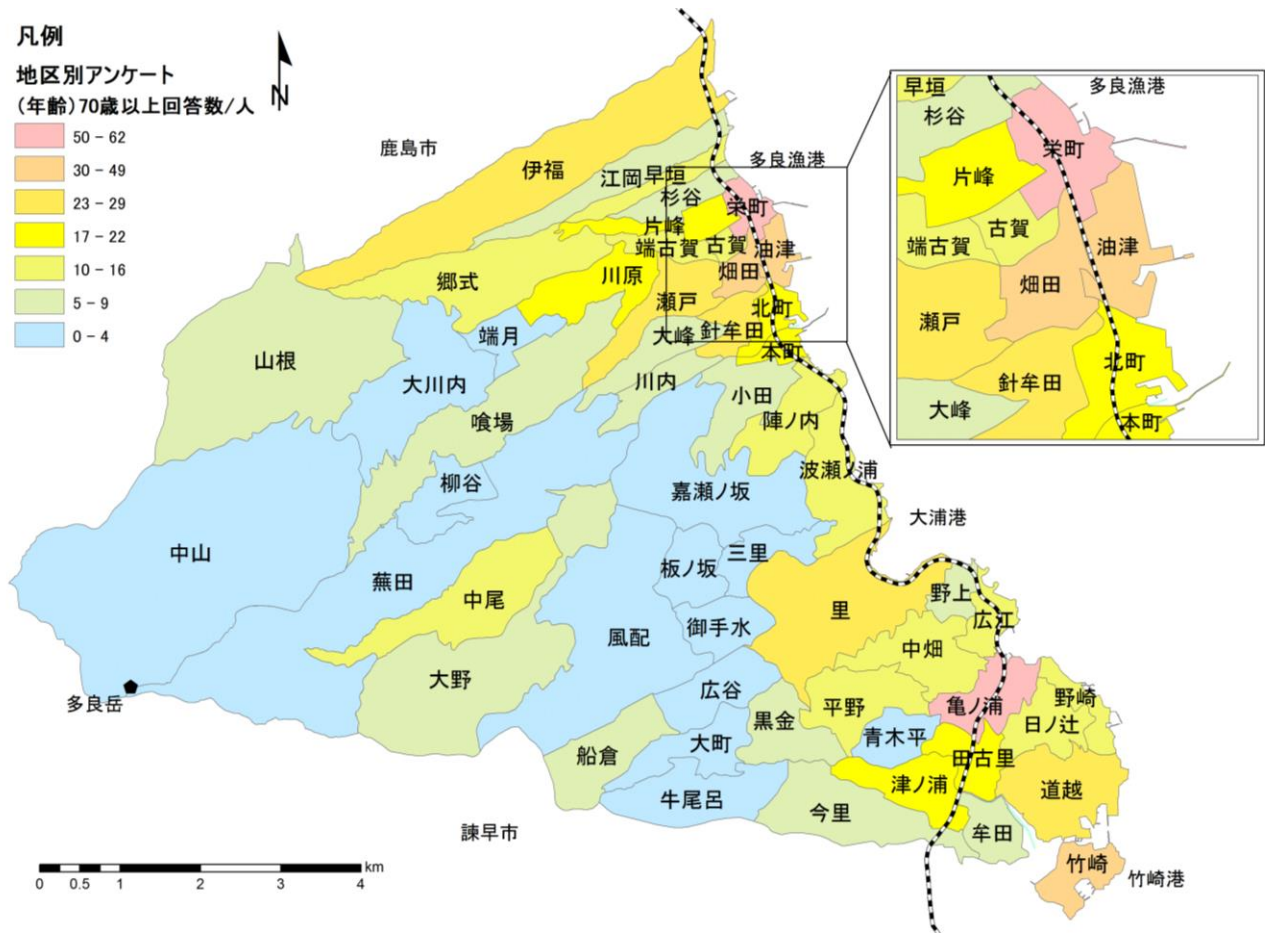 凡例
地区別アンケート
(年齢)70歳以上回答数/人
50 - 62
30 - 49
23 - 29
17 - 22
10 - 16
5 - 9
0 - 4
N
鹿島市
多良漁港
伊福
江岡
早垣
杉谷
栄町
片峰
端古賀
古賀
油津
畑田
郷式
川原
瀬戸
北町
端月
大峰
針牟田
本町
山根
大川内
川内
小田
喰場
陣ノ内
波瀬ノ浦
柳谷
嘉瀬ノ坂
大浦港
中山
三里
板ノ坂
蕪田
中尾
里
野上
広江
御手水
風配
中畑
大野
広谷
多良岳
黒金
平野
亀ノ浦
野崎
日ノ辻
青木平
大町
船倉
田古里
津ノ浦
道越
牛尾呂
今里
牟田
諫早市
竹崎
竹崎港
km
0 0.5 1 2 3 4
早垣
多良漁港
杉谷
栄町
片峰
古賀
端古賀
油津
畑田
瀬戸
北町
針牟田
大峰
本町